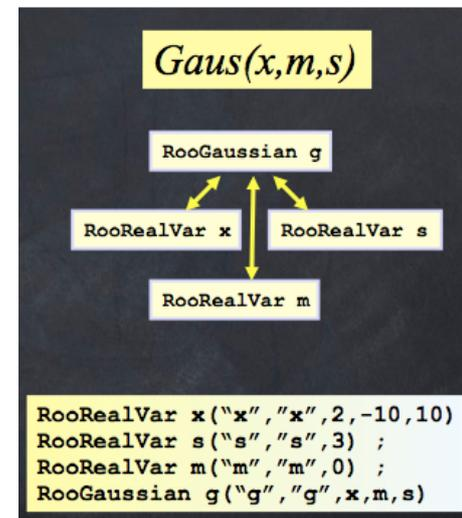 Gaus(x,m,s)
RooGaussian g
RooRealVar x
RooRealVar s
RooRealVar m
RooRealVar x(“x”,”x”,2,-10,10)
RooRealVar s(“s”,”s”,3) ;
RooRealVar m(“m”,”m”,0) ;
RooGaussian g(“g”,”g”,x,m,s)